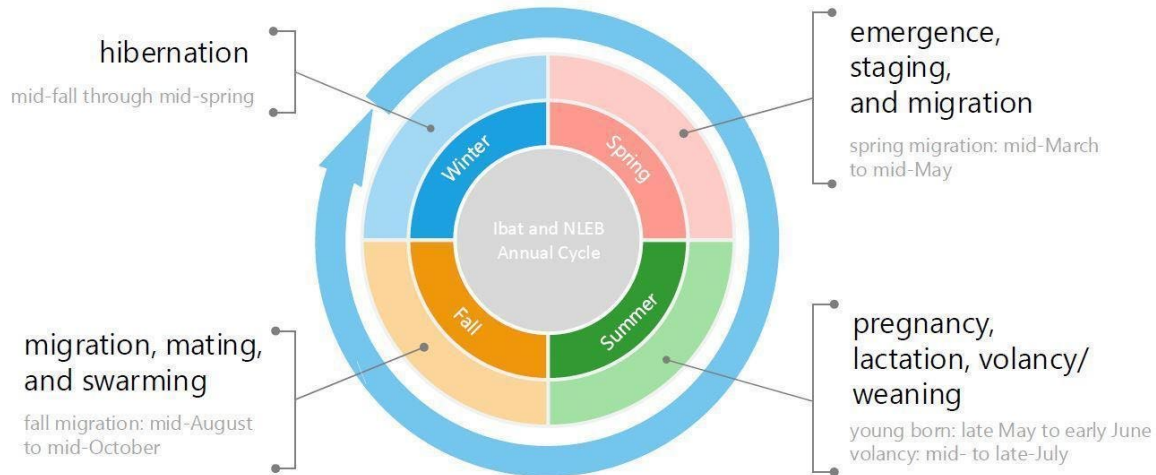 hibernation
mid-fall through mid-spring
emergence,
staging,
and migration
spring migration: mid-March
to mid-May
Winter
Spring
Ibat and NLEB
Annual Cycle
Fall
Summer
migration, mating,
and swarming
fall migration: mid-August
to mid-October
pregnancy,
lactation, volancy/
weaning
young born: late May to early June
volancy: mid- to late-July